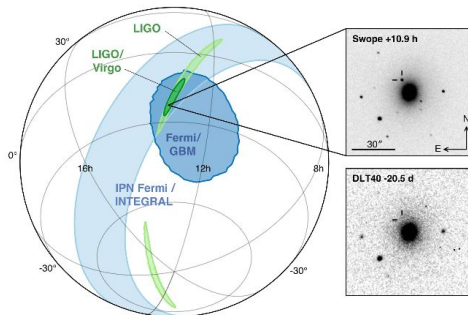 LIGO
LIGO/
Virgo
Fermi/
GBM
IPN Fermi /
INTEGRAL
30°
0°
-30°
-30°
30°
16h
12h
8h
Swope +10.9 h
30"
N
E
DLT40 -20.5 d